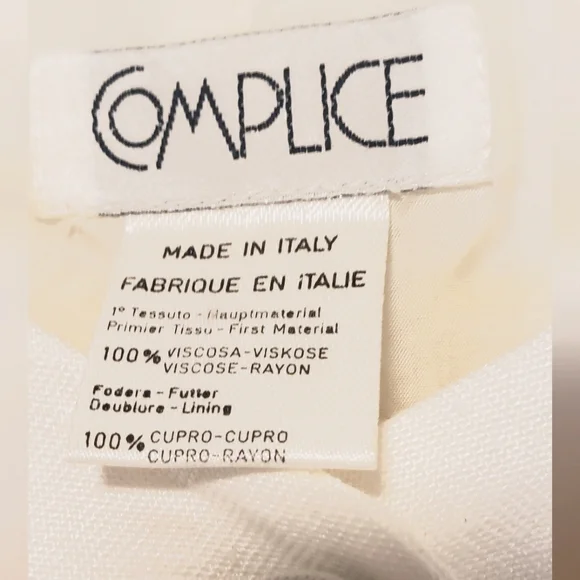 COMPLICE
MADE IN ITALY
FABRIQUE EN iTALIE
1° Tessuto - Hauptmaterial
Primier Tissu - First Material
100% VISCOSA-VISKOSE
VISCOSE-RAYON
Fodera - Futter
Doublure - Lining
100% CUPRO-CUPRO
CUPRO-RAYON